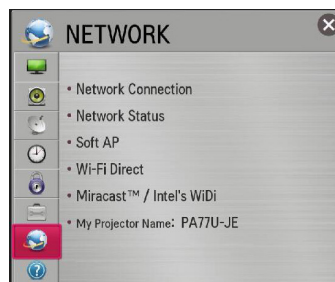 NETWORK
• Network Connection
• Network Status
• Soft AP
• Wi-Fi Direct
• Miracast™ / Intel's WiDi
• My Projector Name: PA77U-JE